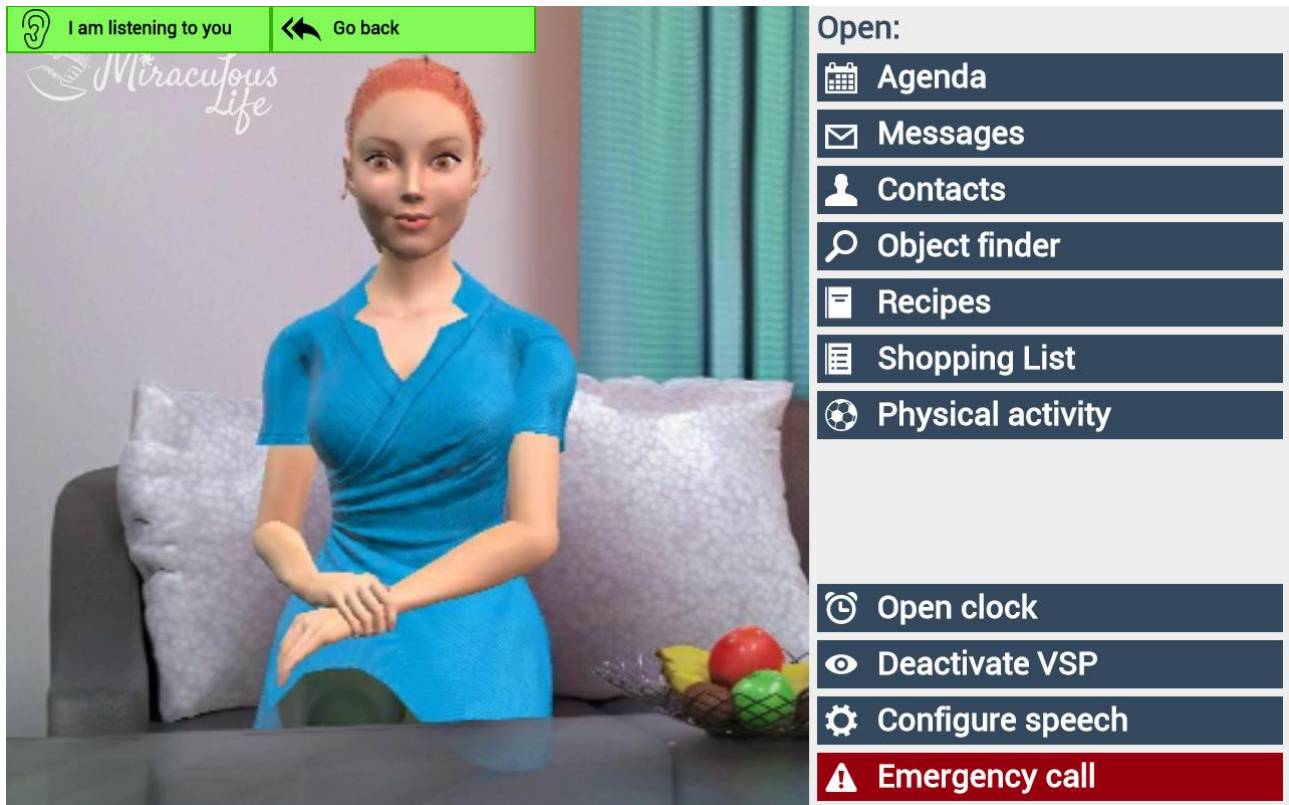 I am listening to you
Go back
Miraculous
Life
Open:
Agenda
Messages
Contacts
Object finder
Recipes
Shopping List
Physical activity
Open clock
Deactivate VSP
Configure speech
Emergency call